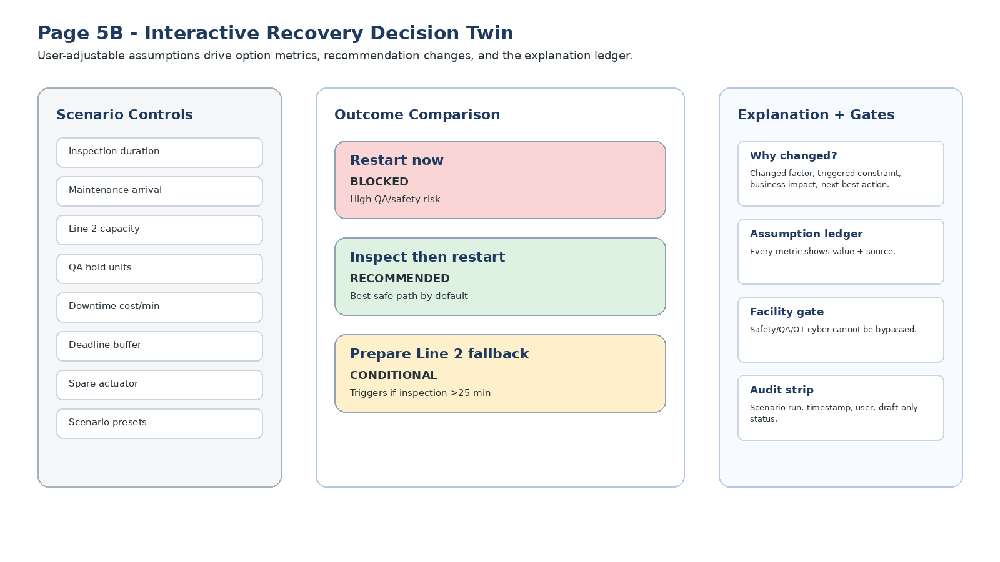 Page 5B - Interactive Recovery Decision Twin
User-adjustable assumptions drive option metrics, recommendation changes, and the explanation ledger.
Scenario Controls
Inspection duration
Maintenance arrival
Line 2 capacity
QA hold units
Downtime cost/min
Deadline buffer
Spare actuator
Scenario presets
Outcome Comparison
Restart now
BLOCKED
High QA/safety risk
Inspect then restart
RECOMMENDED
Best safe path by default
Prepare Line 2 fallback
CONDITIONAL
Triggers if inspection >25 min
Explanation + Gates
Why changed?
Changed factor, triggered constraint,
business impact, next-best action.
Assumption ledger
Every metric shows value + source.
Facility gate
Safety/QA/OT cyber cannot be bypassed.
Audit strip
Scenario run, timestamp, user, draft-only
status.